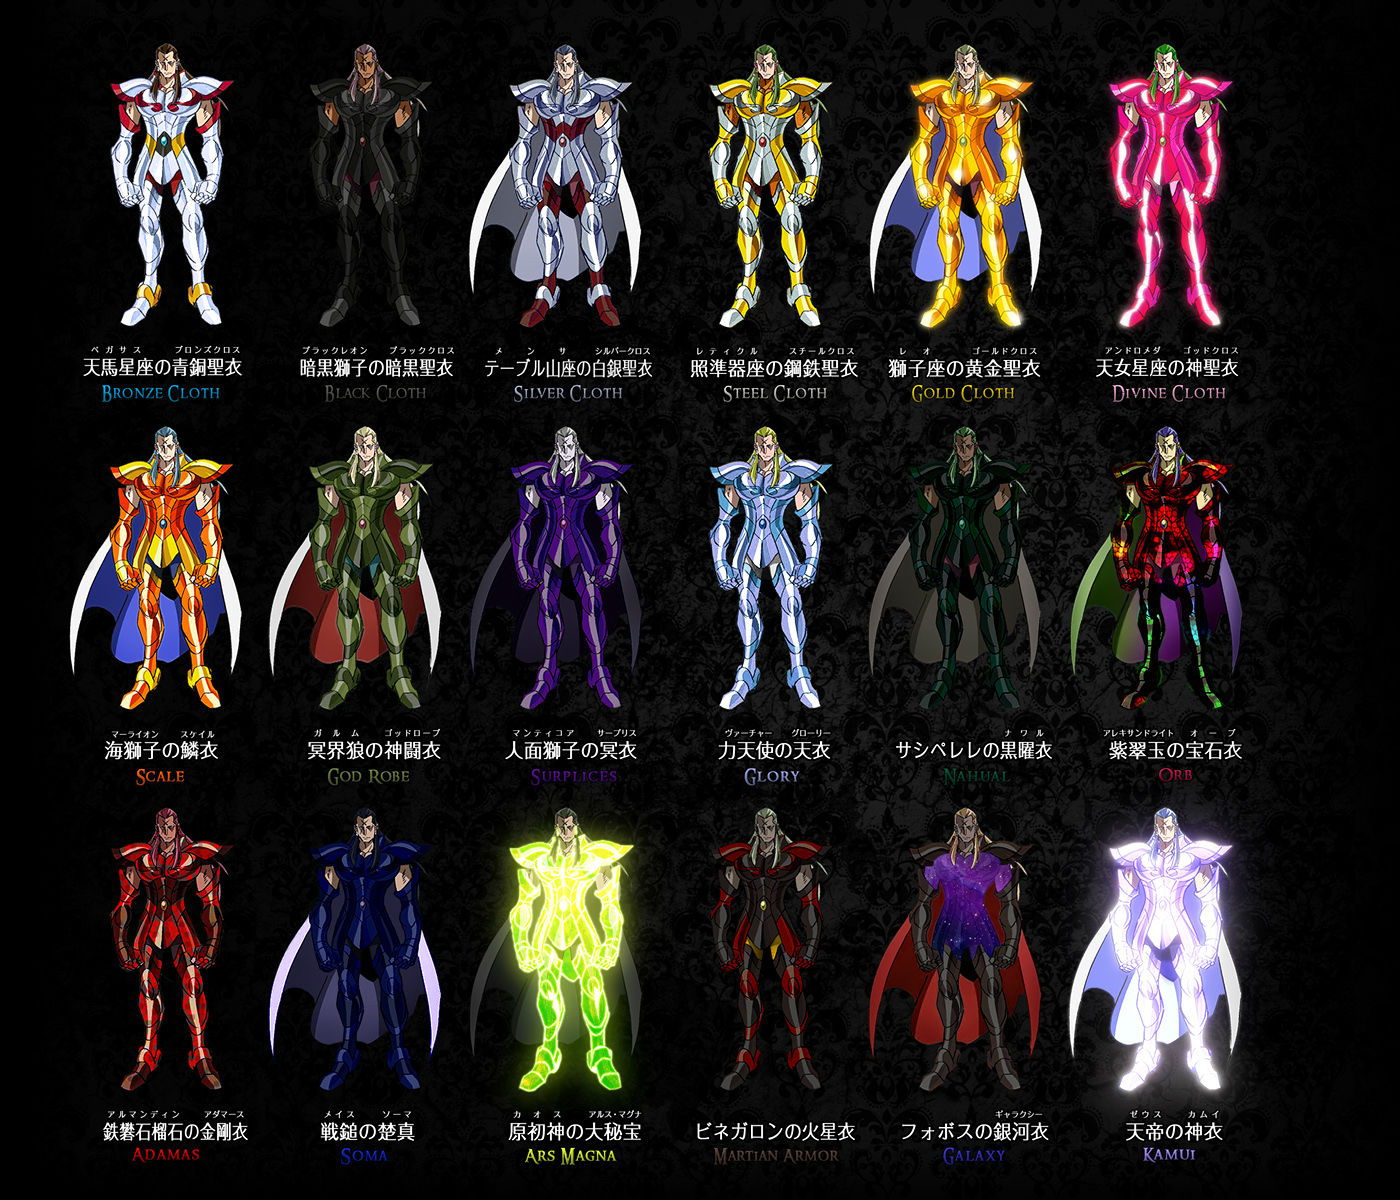 ペガサス ブロンズクロス
天馬星座の青銅聖衣
BRONZE CLOTH
ブラックレオン ブラッククロス
暗黒獅子の暗黒聖衣
BLACK CLOTH
メンサ シルバークロス
テーブル山座の白銀聖衣
SILVER CLOTH
レティクル スチールクロス
照準器座の鋼鉄聖衣
STEEL CLOTH
レオ ゴールドクロス
獅子座の黄金聖衣
GOLD CLOTH
アンドロメダ ゴッドクロス
天女星座の神聖衣
DIVINE CLOTH
マーライオン スケイル
海獅子の鱗衣
SCALE
ガルム ゴッドローブ
冥界狼の神闘衣
GOD ROBE
マンティコア サープリス
人面獅子の冥衣
SURPLICES
ヴァーチャー グローリー
力天使の天衣
GLORY
ナワル
サシペレレの黒曜衣
NAHUAL
アレキサンドライト オーブ
紫翠玉の宝石衣
ORB
アルマンディン アダマース
鉄礬石榴石の金剛衣
ADAMAS
メイス ソーマ
戦鎚の楚真
SOMA
カオス アルス・マグナ
原初神の大秘宝
ARS MAGNA
ビネガロンの火星衣
MARTIAN ARMOR
ギャラクシー
フォボスの銀河衣
GALAXY
ゼウス カムイ
天帝の神衣
KAMUI